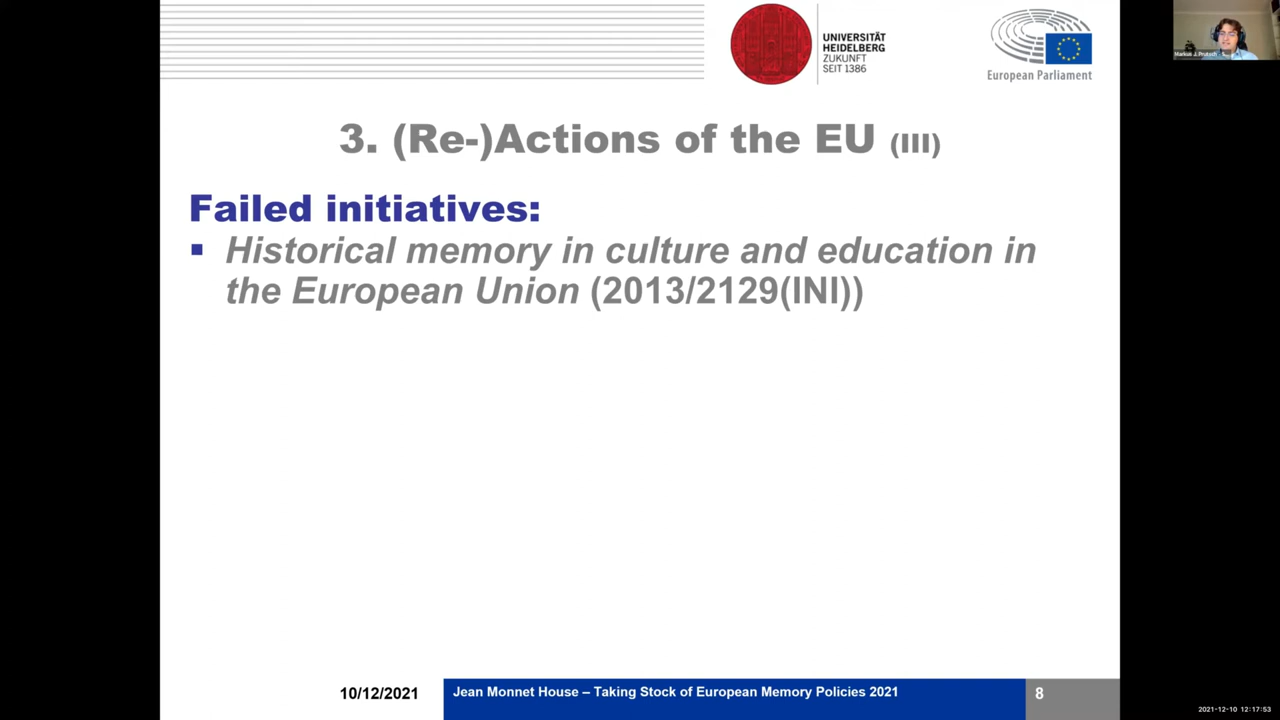 UNIVERSITÄT
HEIDELBERG
ZUKUNFT
SEIT 1386
European Parliament
Markus J. Prutsch
3. (Re-)Actions of the EU (III)
Failed initiatives:
▪ Historical memory in culture and education in
the European Union (2013/2129(INI))
10/12/2021
Jean Monnet House – Taking Stock of European Memory Policies 2021
8
2021-12-10 12:17:53